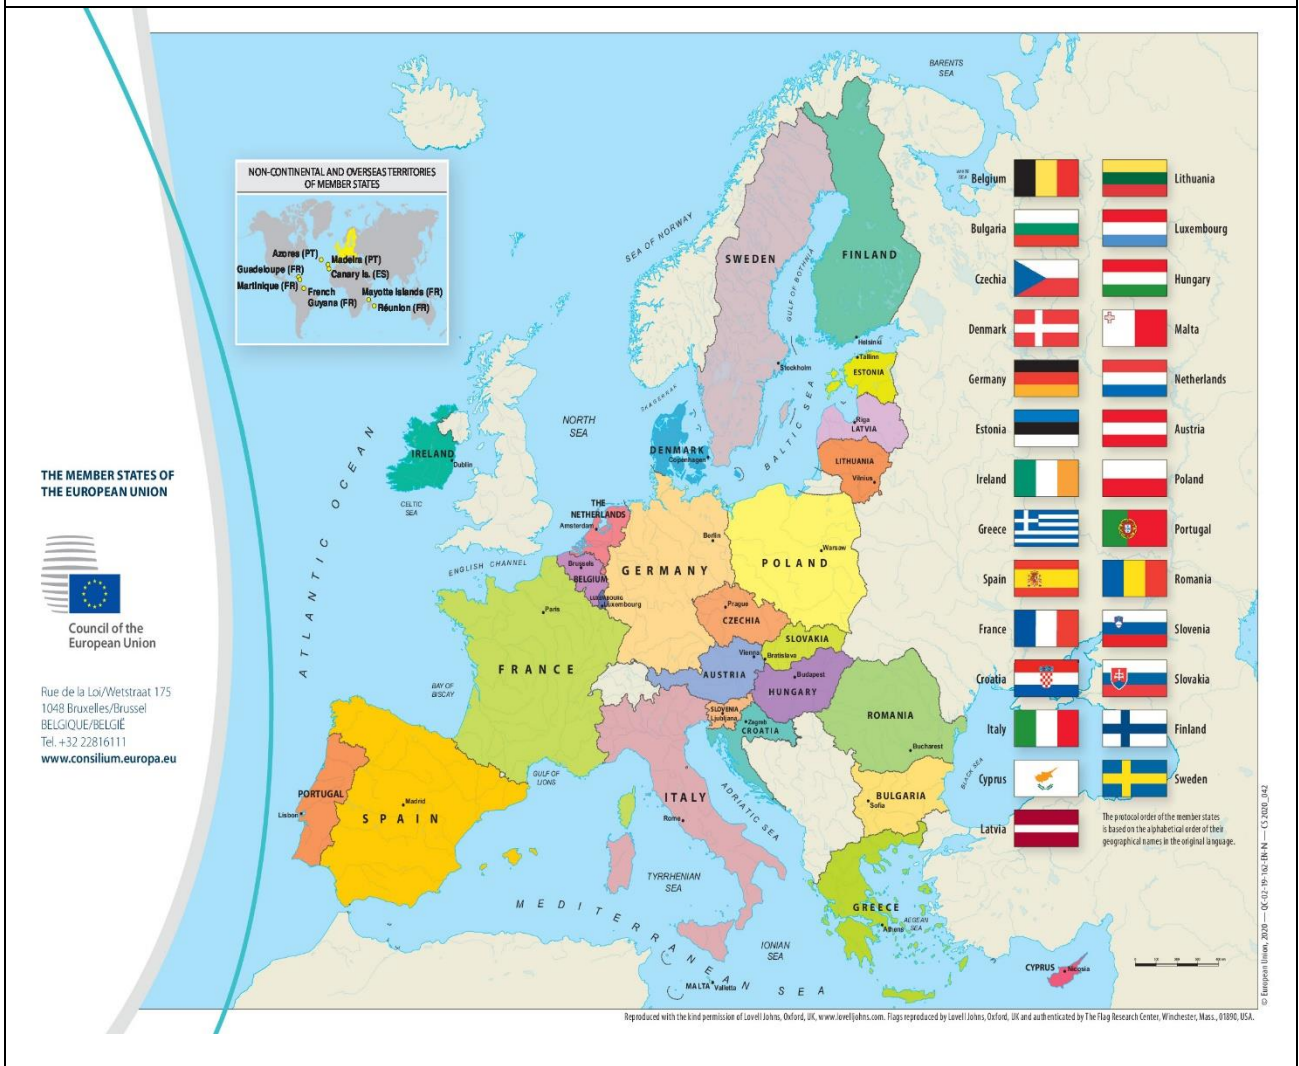 THE MEMBER STATES OF
THE EUROPEAN UNION
Council of the
European Union
Rue de la Loi/Wetstraat 175
1048 Bruxelles/Brussel
BELGIQUE/BELGIË
Tel. +32 22816111
www.consilium.europa.eu
NON-CONTINENTAL AND OVERSEAS TERRITORIES
OF MEMBER STATES
Azores (PT)
Madeira (PT)
Canary Is. (ES)
Guadeloupe (FR)
Martinique (FR)
French
Guyana (FR)
Mayotte Islands (FR)
Réunion (FR)
BARENTS
SEA
SEA OF NORWAY
SWEDEN
FINLAND
GULF OF BOTHNIA
Helsinki
Tallinn
Stockholm
ESTONIA
SKAGERRAK
BALTIC SEA
Riga
LATVIA
NORTH
SEA
DENMARK
Copenhagen
LITHUANIA
Vilnius
IRELAND
Dublin
CELTIC
SEA
ATLANTIC OCEAN
THE
NETHERLANDS
Amsterdam
Berlin
Warsaw
POLAND
GERMANY
ENGLISH CHANNEL
Brussels
BELGIUM
LUXEMBOURG
Luxembourg
Paris
Prague
CZECHIA
SLOVAKIA
Vienna
Bratislava
FRANCE
AUSTRIA
Budapest
HUNGARY
BAY OF
BISCAY
SLOVENIA
Ljubljana
Zagreb
CROATIA
ROMANIA
Bucharest
BLACK SEA
GULF OF
LIONS
PORTUGAL
Lisbon
Madrid
SPAIN
ITALY
Rome
ADRIATIC SEA
BULGARIA
Sofia
TYRRHENIAN
SEA
MEDITERRANEAN SEA
IONIAN
SEA
GREECE
Athens
AEGEAN
SEA
MALTA
Valletta
CYPRUS
Nicosia
WHITE
SEA
Belgium
Lithuania
Bulgaria
Luxembourg
Czechia
Hungary
Denmark
Malta
Germany
Netherlands
Estonia
Austria
Ireland
Poland
Greece
Portugal
Spain
Romania
France
Slovenia
Croatia
Slovakia
Italy
Finland
Cyprus
Sweden
Latvia
The protocol order of the member states
is based on the alphabetical order of their
geographical names in the original language.
© European Union, 2020 — QC-02-19-162-EN-N — CS 2020_042
Reproduced with the kind permission of Lovell Johns, Oxford, UK, www.lovelljohns.com. Flags reproduced by Lovell Johns, Oxford, UK and authenticated by The Flag Research Center, Winchester, Mass., 01890, USA.